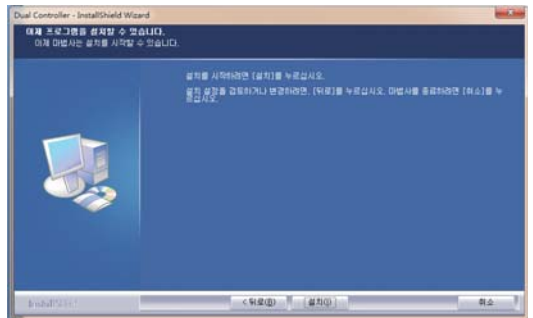 Dual Controller - InstallShield Wizard
이제 프로그램을 설치할 수 있습니다.
이제 마법사는 설치를 시작할 수 있습니다.
설치를 시작하려면 [설치]를 누르십시오.
설치 설정을 검토하거나 변경하려면, [뒤로]를 누르십시오. 마법사를 종료하려면 [취소]를 누
르십시오.
InstallShield
< 뒤로(B)
설치(I)
취소